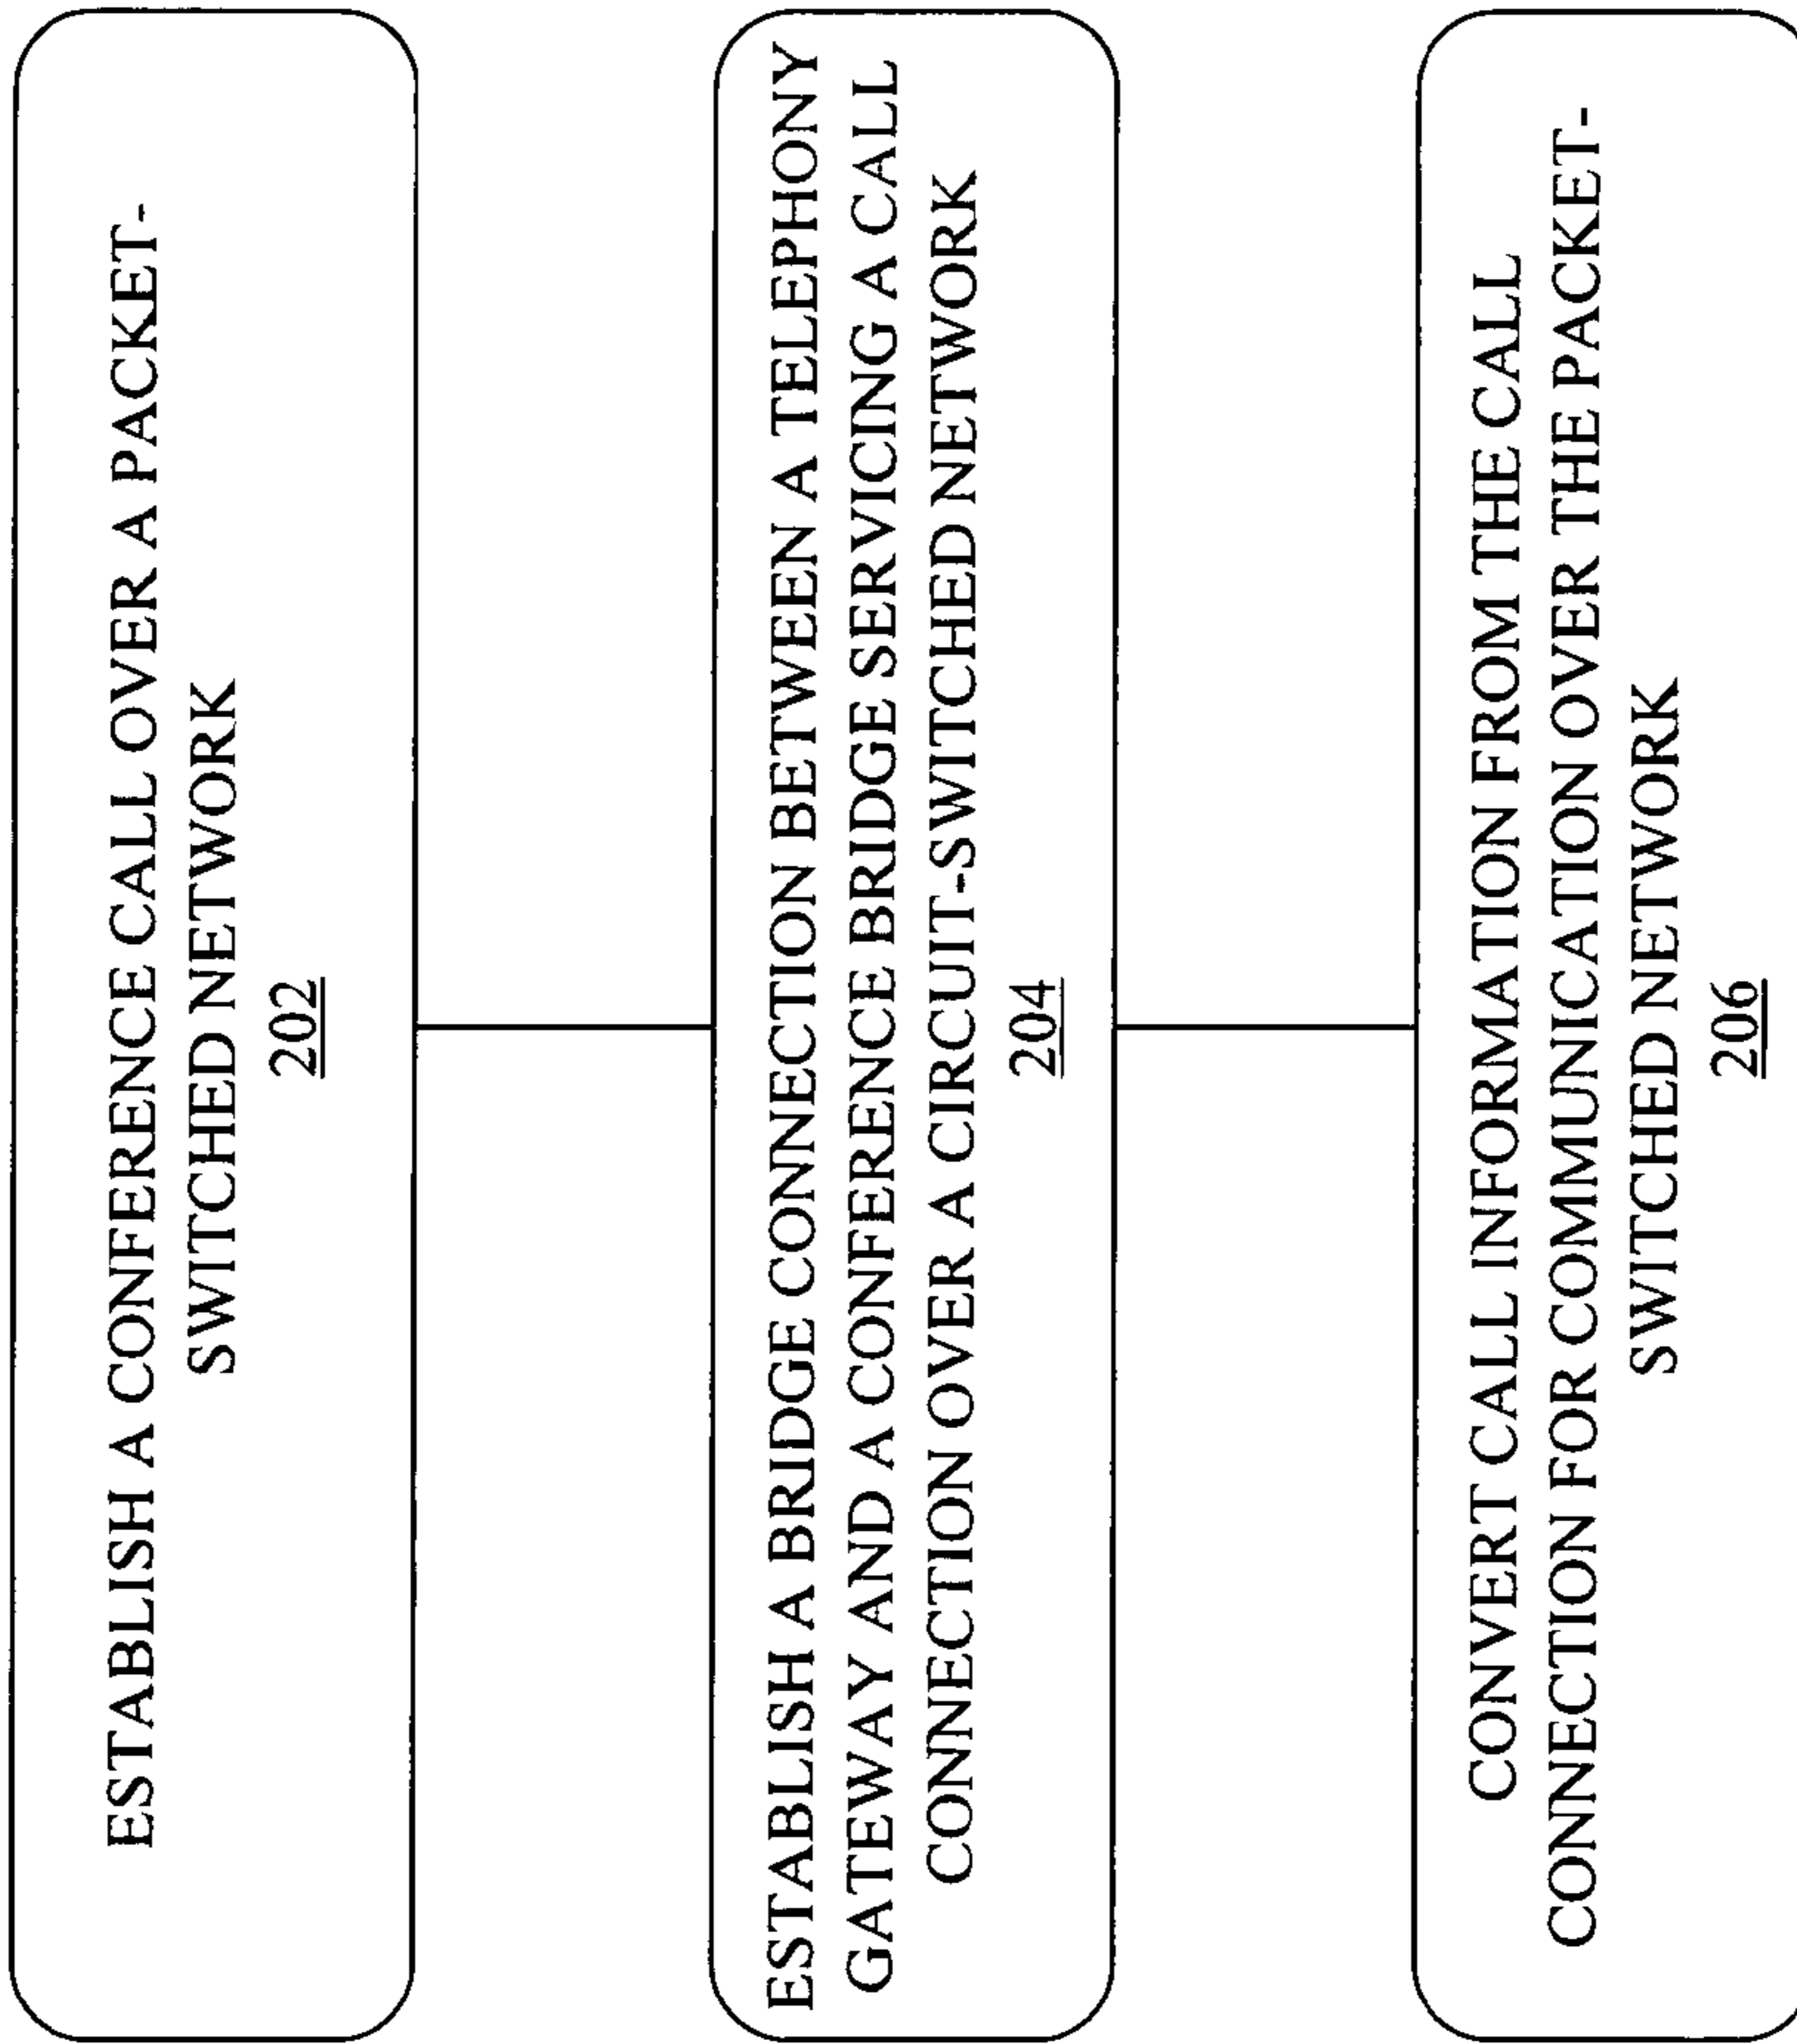 ESTABLISH A CONFERENCE CALL OVER A PACKET-
SWITCHED NETWORK
202
ESTABLISH A BRIDGE CONNECTION BETWEEN A TELEPHONY
GATEWAY AND A CONFERENCE BRIDGE SERVICING A CALL
CONNECTION OVER A CIRCUIT-SWITCHED NETWORK
204
CONVERT CALL INFORMATION FROM THE CALL
CONNECTION FOR COMMUNICATION OVER THE PACKET-
SWITCHED NETWORK
206